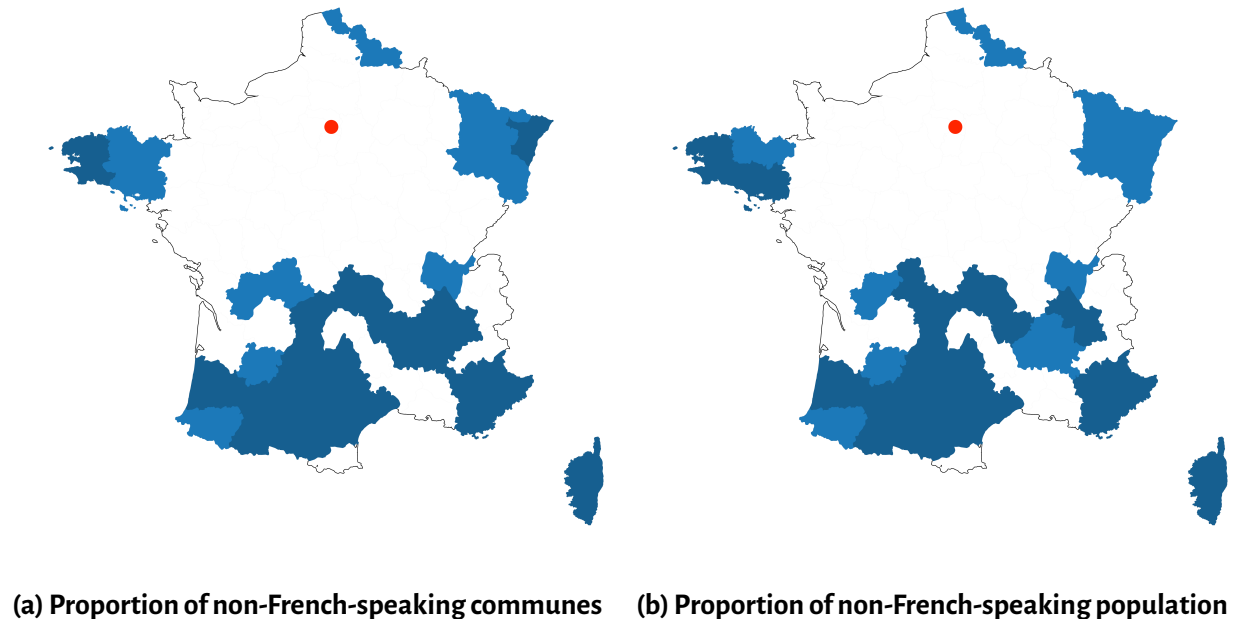 (a) Proportion of non-French-speaking communes
(b) Proportion of non-French-speaking population